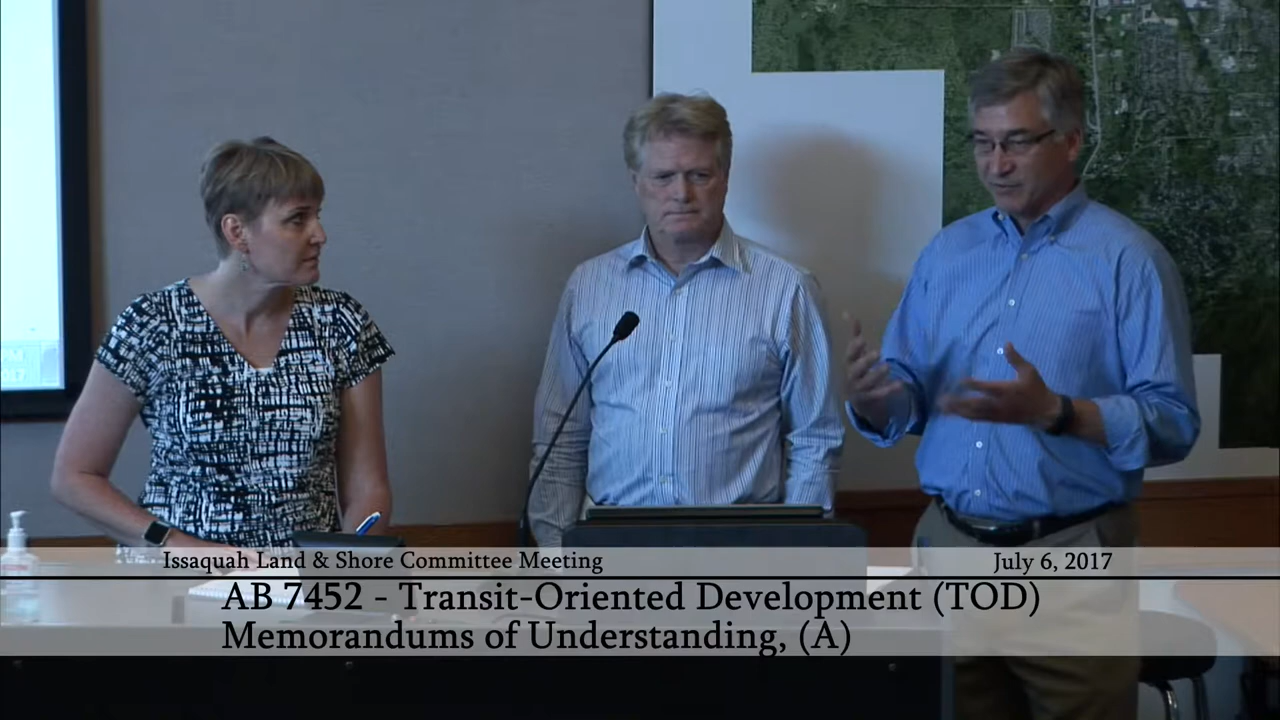 Issaquah Land & Shore Committee Meeting
July 6, 2017
AB 7452 - Transit-Oriented Development (TOD)
Memorandums of Understanding, (A)